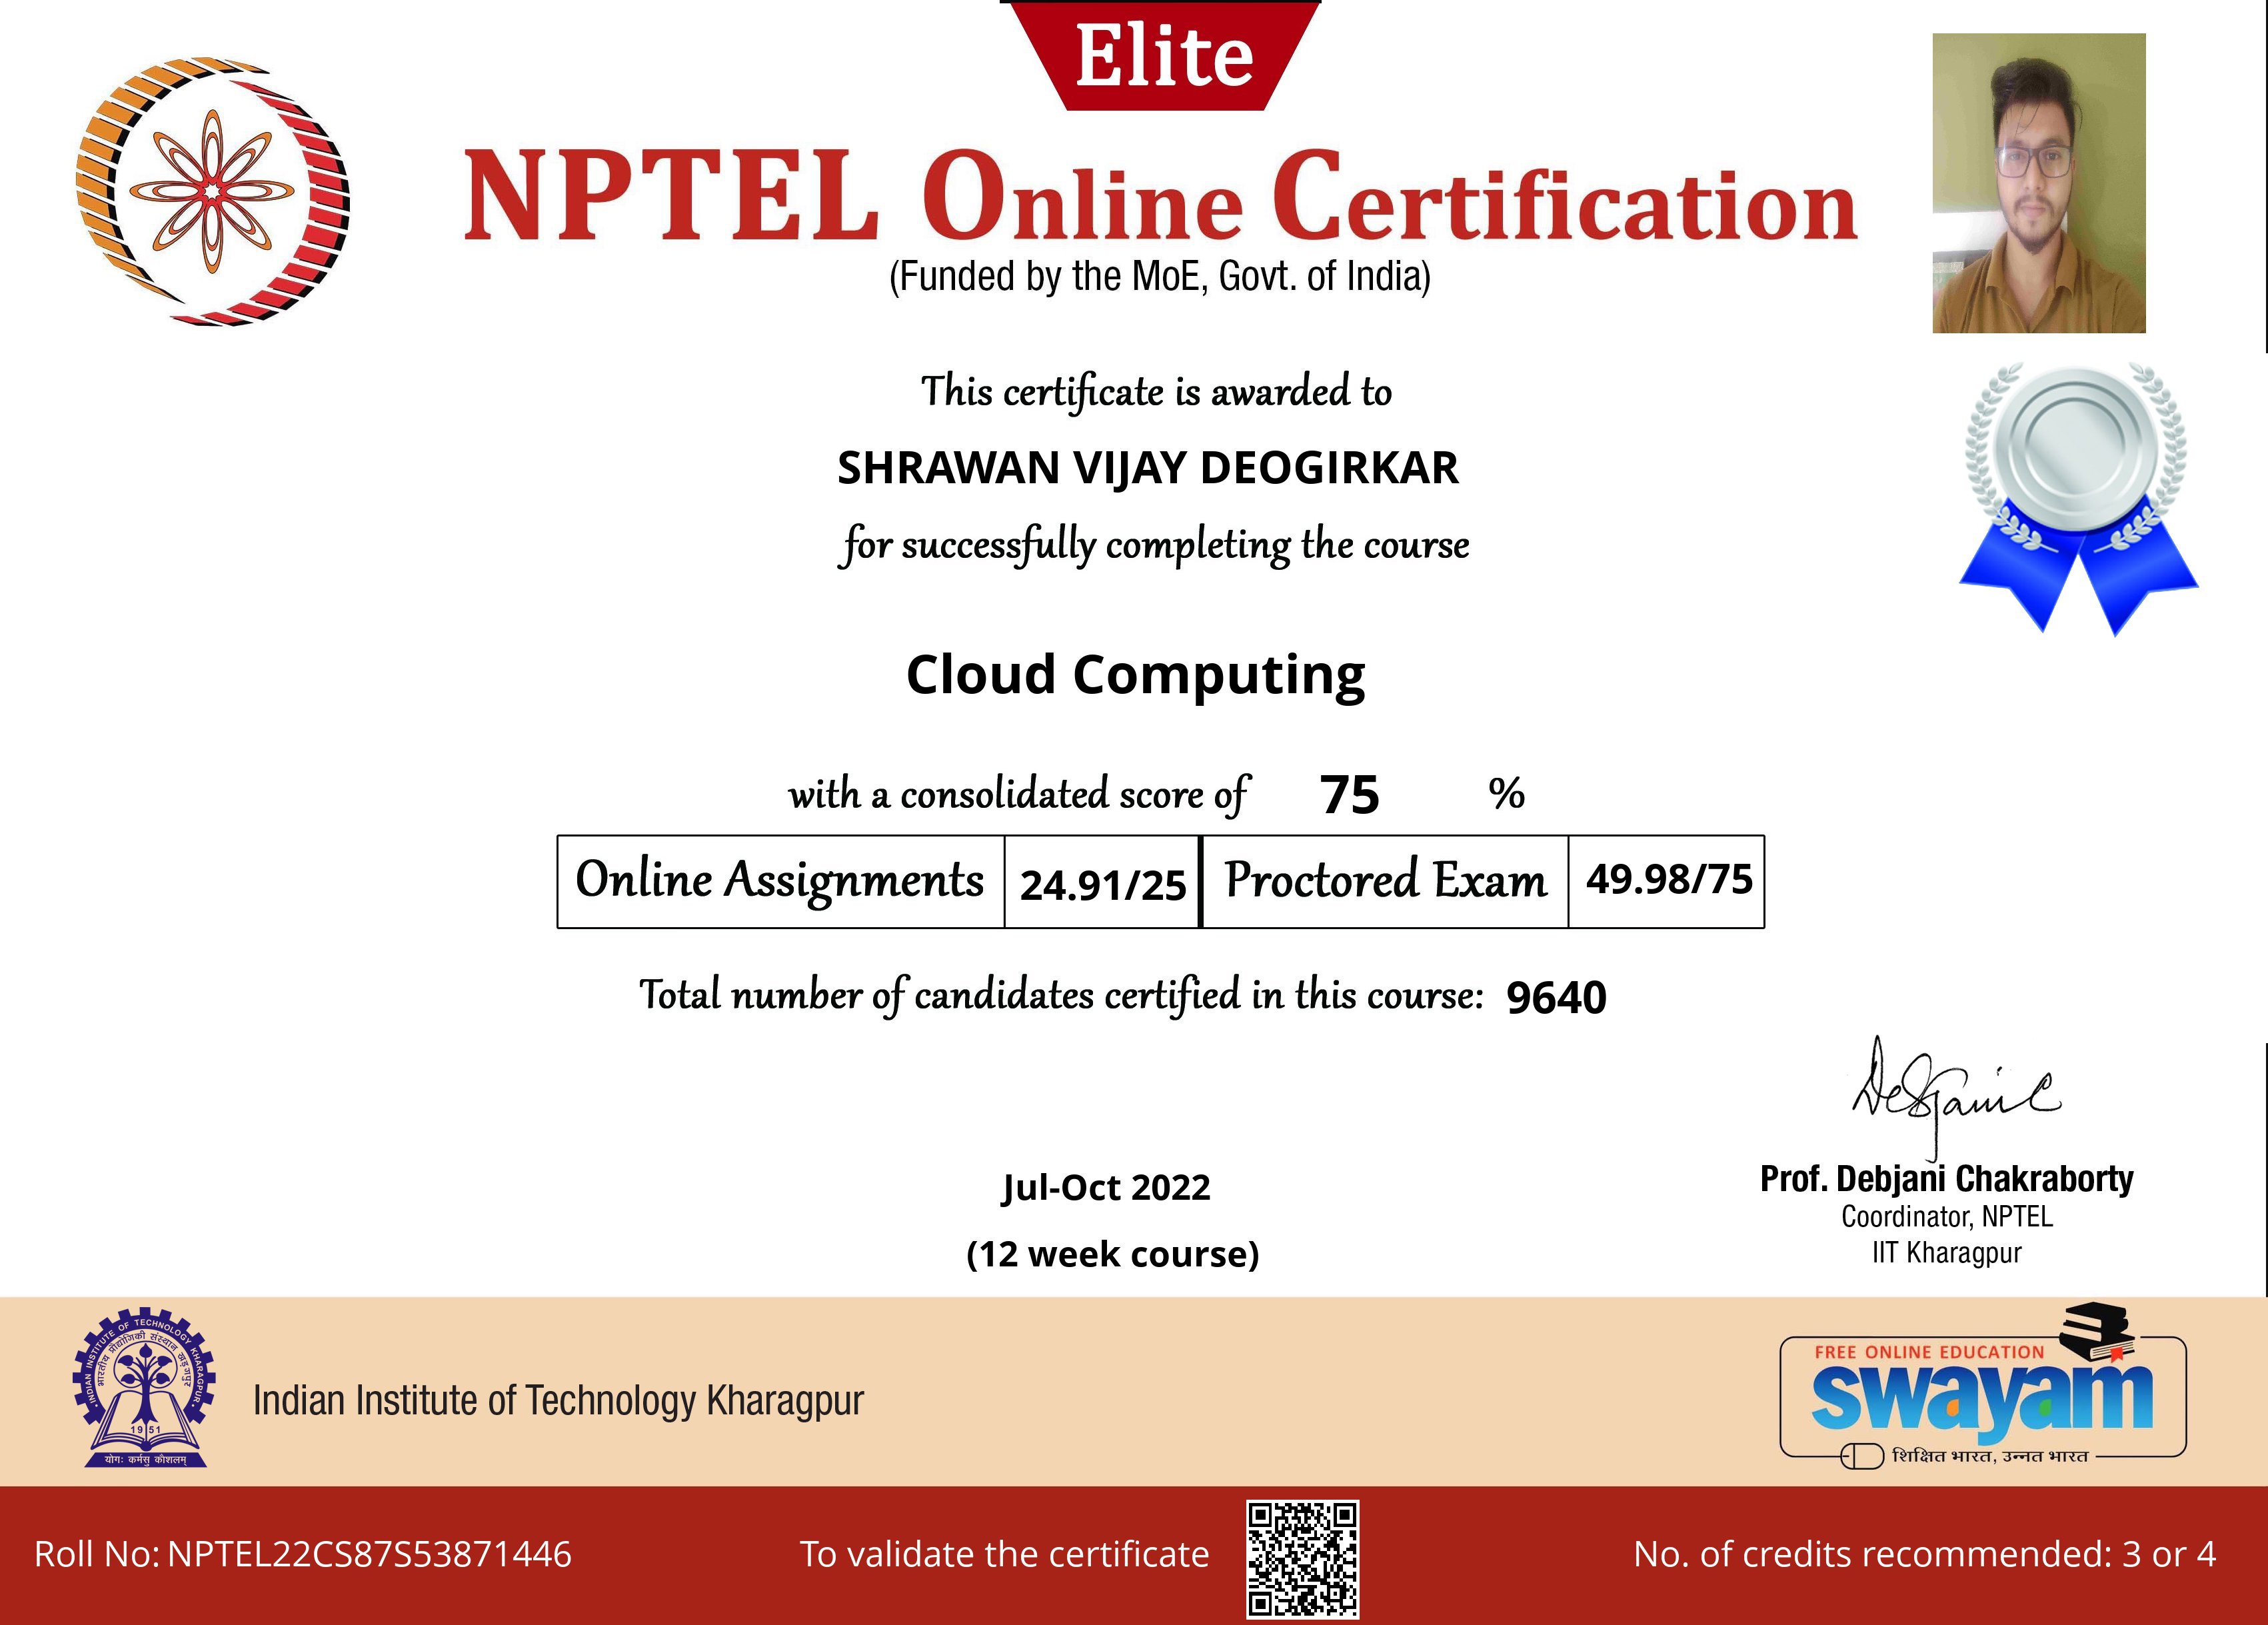 Elite
NPTEL Online Certification
(Funded by the MoE, Govt. of India)
This certificate is awarded to
SHRAWAN VIJAY DEOGIRKAR
for successfully completing the course
Cloud Computing
with a consolidated score of 75 %
Online Assignments 24.91/25 Proctored Exam 49.98/75
Total number of candidates certified in this course: 9640
Jul-Oct 2022
(12 week course)
Prof. Debjani Chakraborty
Coordinator, NPTEL
IIT Kharagpur
INDIAN INSTITUTE OF TECHNOLOGY KHARAGPUR
भारतीय प्रौद्योगिकी संस्थान खड़गपुर
1951
योगः कर्मसु कौशलम्
Indian Institute of Technology Kharagpur
FREE ONLINE EDUCATION
swayam
शिक्षित भारत, उन्नत भारत
Roll No: NPTEL22CS87S53871446
To validate the certificate
No. of credits recommended: 3 or 4